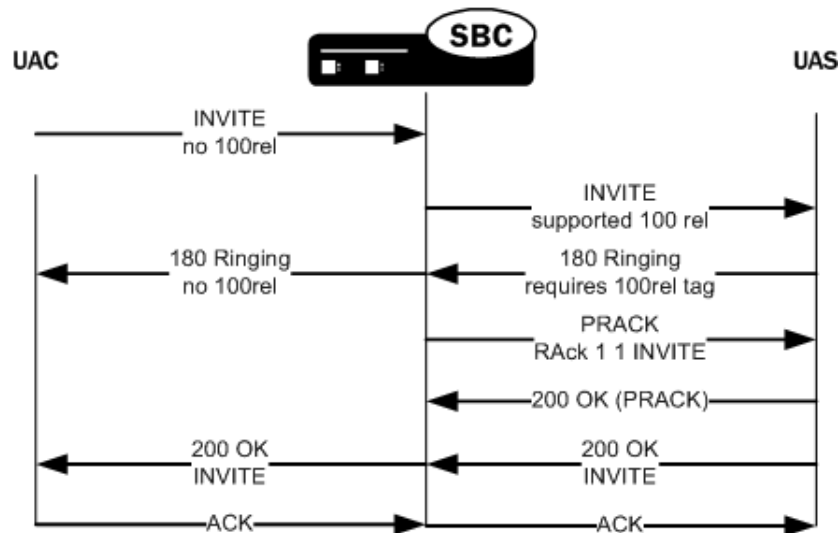 SBC
UAC
UAS
INVITE
no 100rel
INVITE
supported 100 rel
180 Ringing
no 100rel
180 Ringing
requires 100rel tag
PRACK
RAck 1 1 INVITE
200 OK (PRACK)
200 OK
INVITE
200 OK
INVITE
ACK
ACK